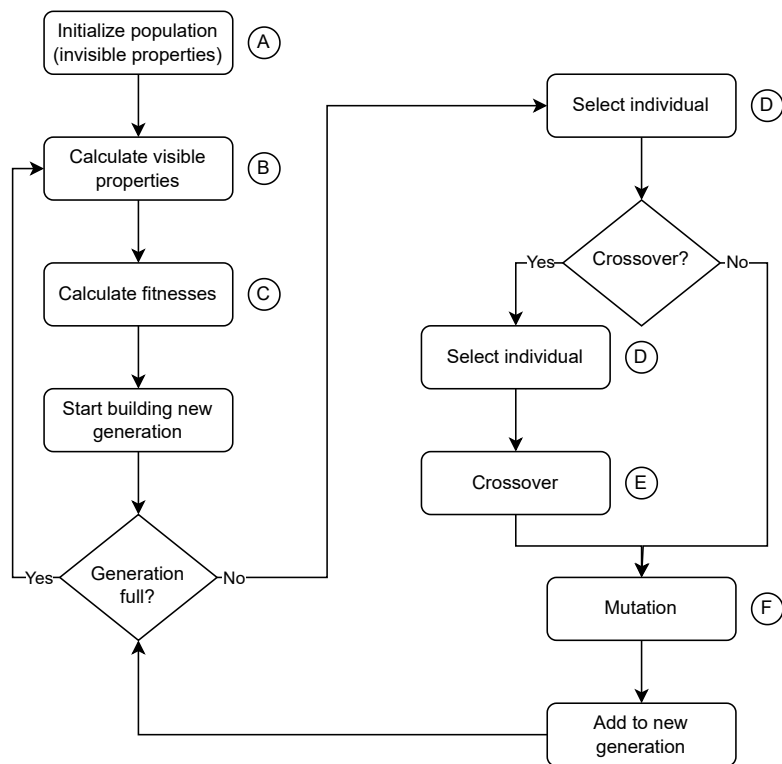 Initialize population
(invisible properties)
A
Calculate visible
properties
B
Calculate fitnesses
C
Start building new
generation
Generation
full?
Yes
No
Select individual
D
Crossover?
Yes
No
Select individual
D
Crossover
E
Mutation
F
Add to new
generation